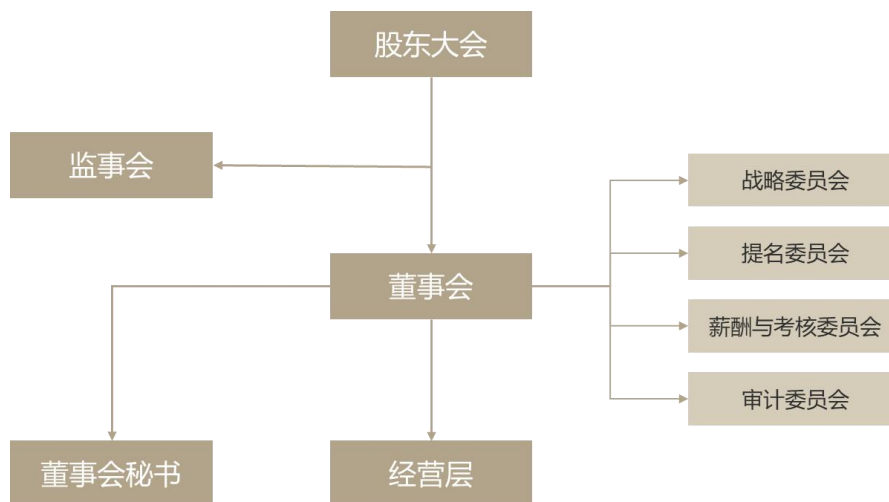 股东大会
监事会
战略委员会
提名委员会
董事会
薪酬与考核委员会
审计委员会
董事会秘书
经营层